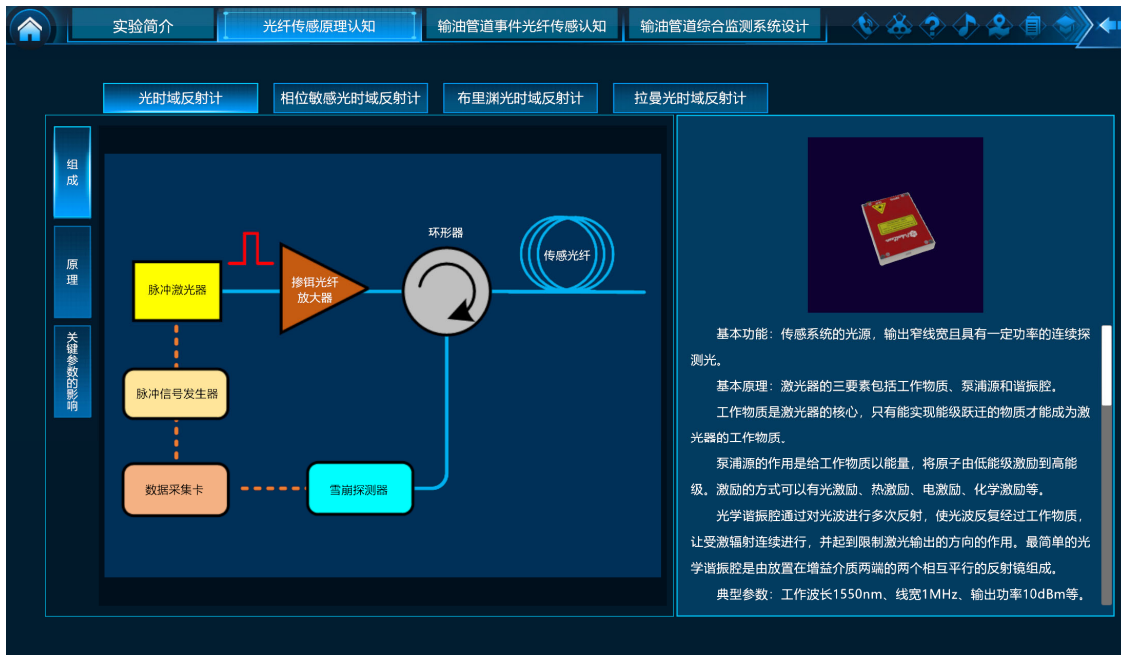 实验简介
光纤传感原理认知
输油管道事件光纤传感认知
输油管道综合监测系统设计
光时域反射计
相位敏感光时域反射计
布里渊光时域反射计
拉曼光时域反射计
组成
原理
关键参数的影响
环形器
传感光纤
掺铒光纤
放大器
脉冲激光器
脉冲信号发生器
数据采集卡
雪崩探测器
基本功能：传感系统的光源，输出窄线宽且具有一定功率的连续探
测光。
基本原理：激光器的三要素包括工作物质、泵浦源和谐振腔。
工作物质是激光器的核心，只有能实现能级跃迁的物质才能成为激
光器的工作物质。
泵浦源的作用是给工作物质以能量，将原子由低能级激励到高能
级。激励的方式可以有光激励、热激励、电激励、化学激励等。
光学谐振腔通过对光波进行多次反射，使光波反复经过工作物质，
让受激辐射连续进行，并起到限制激光输出的方向的作用。最简单的光
学谐振腔是由放置在增益介质两端的两个相互平行的反射镜组成。
典型参数：工作波长1550nm、线宽1MHz、输出功率10dBm等。